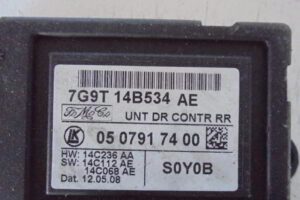 7G9T 14B534 AE
UNT DR CONTR RR
LK
05 0791 74 00
HW: 14C236 AA
SW: 14C112 AE
14C068 AE
Dat. 12.05.08
S0Y0B